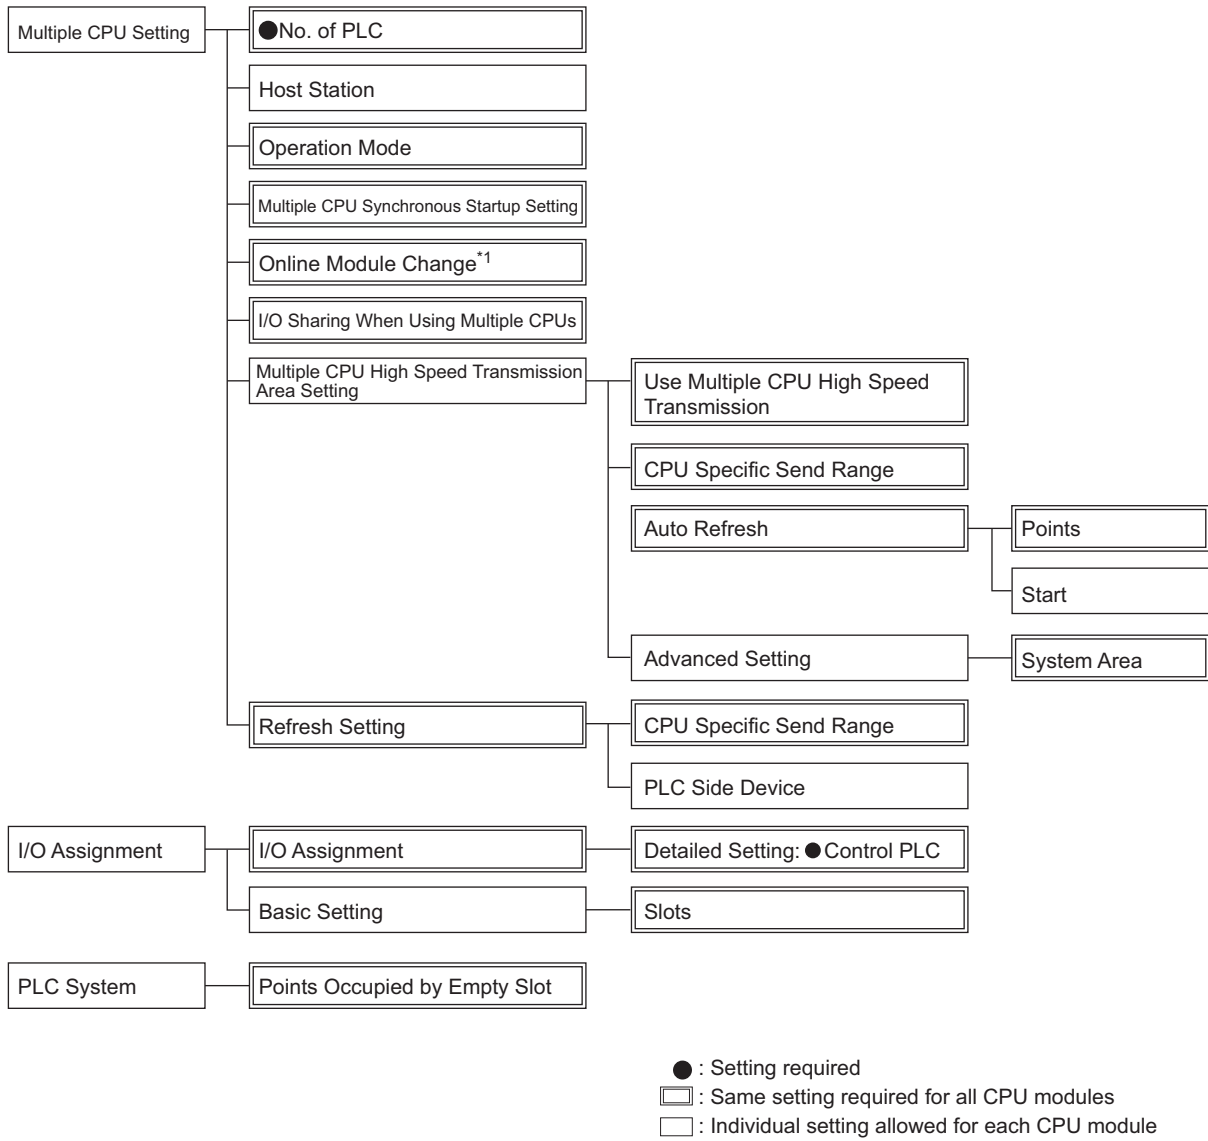 Multiple CPU Setting
●No. of PLC
Host Station
Operation Mode
Multiple CPU Synchronous Startup Setting
Online Module Change*1
I/O Sharing When Using Multiple CPUs
Multiple CPU High Speed Transmission
Area Setting
Use Multiple CPU High Speed
Transmission
CPU Specific Send Range
Auto Refresh
Points
Start
Advanced Setting
System Area
Refresh Setting
CPU Specific Send Range
PLC Side Device
I/O Assignment
I/O Assignment
Detailed Setting: ●Control PLC
Basic Setting
Slots
PLC System
Points Occupied by Empty Slot
● : Setting required
: Same setting required for all CPU modules
: Individual setting allowed for each CPU module